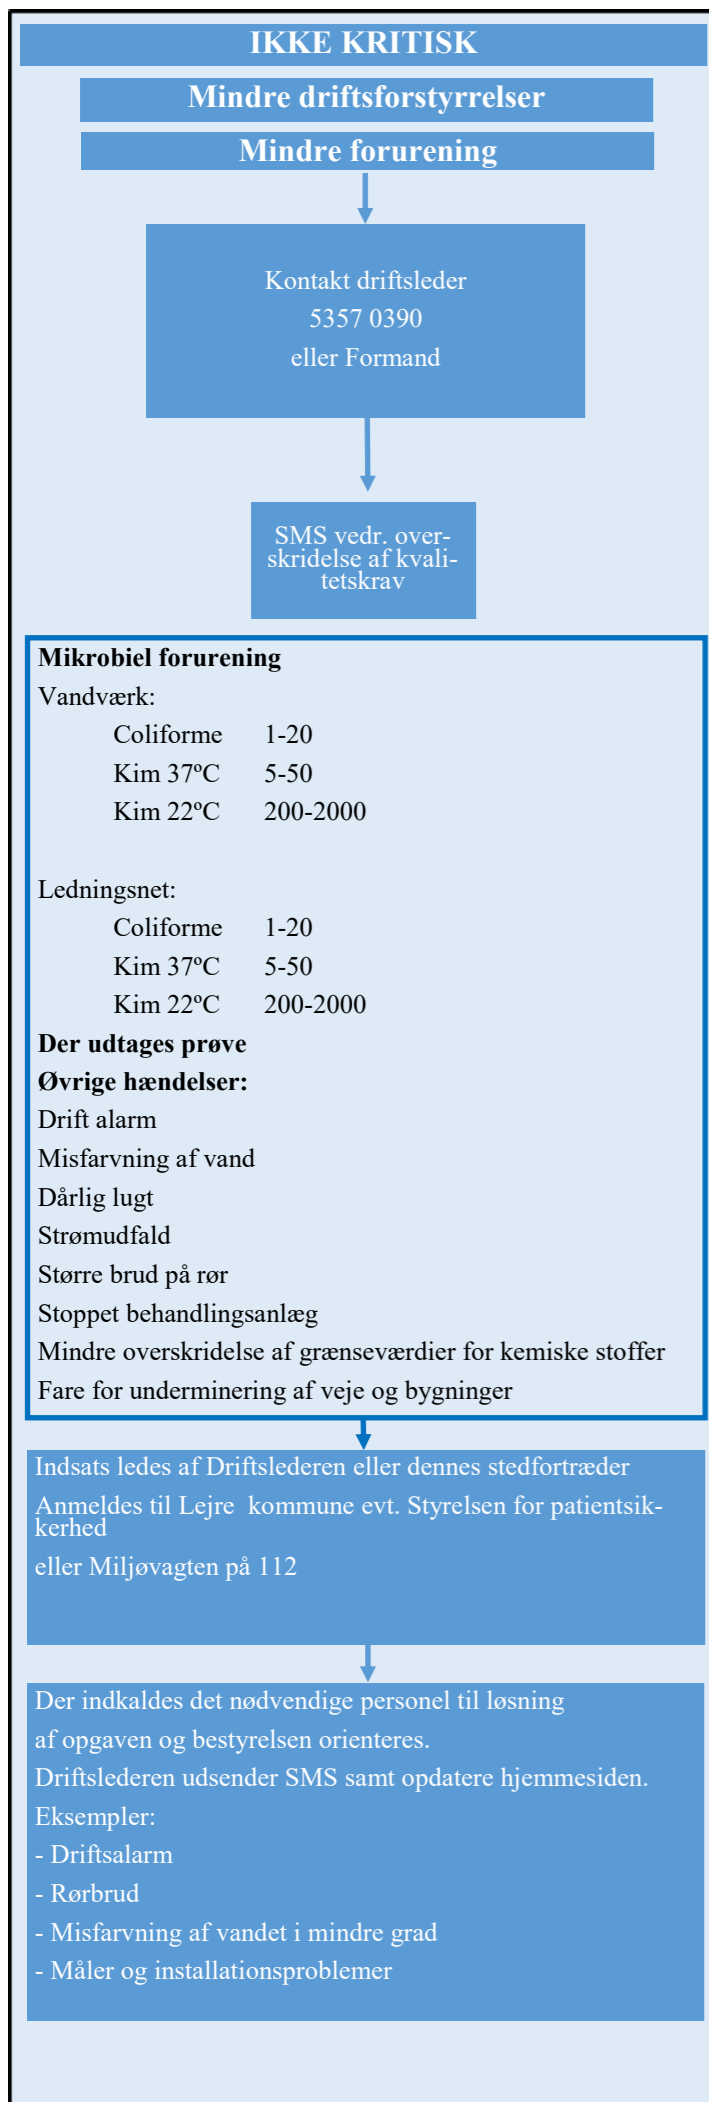 IKKE KRITISK
Mindre driftsforstyrrelser
Mindre forurening
Kontakt driftsleder
5357 0390
eller Formand
SMS vedr. over-
skridelse af kvali-
tetskrav
Mikrobiel forurening
Vandværk:
Coliforme 1-20
Kim 37ºC 5-50
Kim 22ºC 200-2000
Ledningsnet:
Coliforme 1-20
Kim 37ºC 5-50
Kim 22ºC 200-2000
Der udtages prøve
Øvrige hændelser:
Drift alarm
Misfarvning af vand
Dårlig lugt
Strømudfald
Større brud på rør
Stoppet behandlingsanlæg
Mindre overskridelse af grænseværdier for kemiske stoffer
Fare for underminering af veje og bygninger
Indsats ledes af Driftslederen eller dennes stedfortræder
Anmeldes til Lejre  kommune evt. Styrelsen for patientsik-
kerhed
eller Miljøvagten på 112
Der indkaldes det nødvendige personel til løsning
af opgaven og bestyrelsen orienteres.
Driftslederen udsender SMS samt opdatere hjemmesiden.
Eksempler:
- Driftsalarm
- Rørbrud
- Misfarvning af vandet i mindre grad
- Måler og installationsproblemer